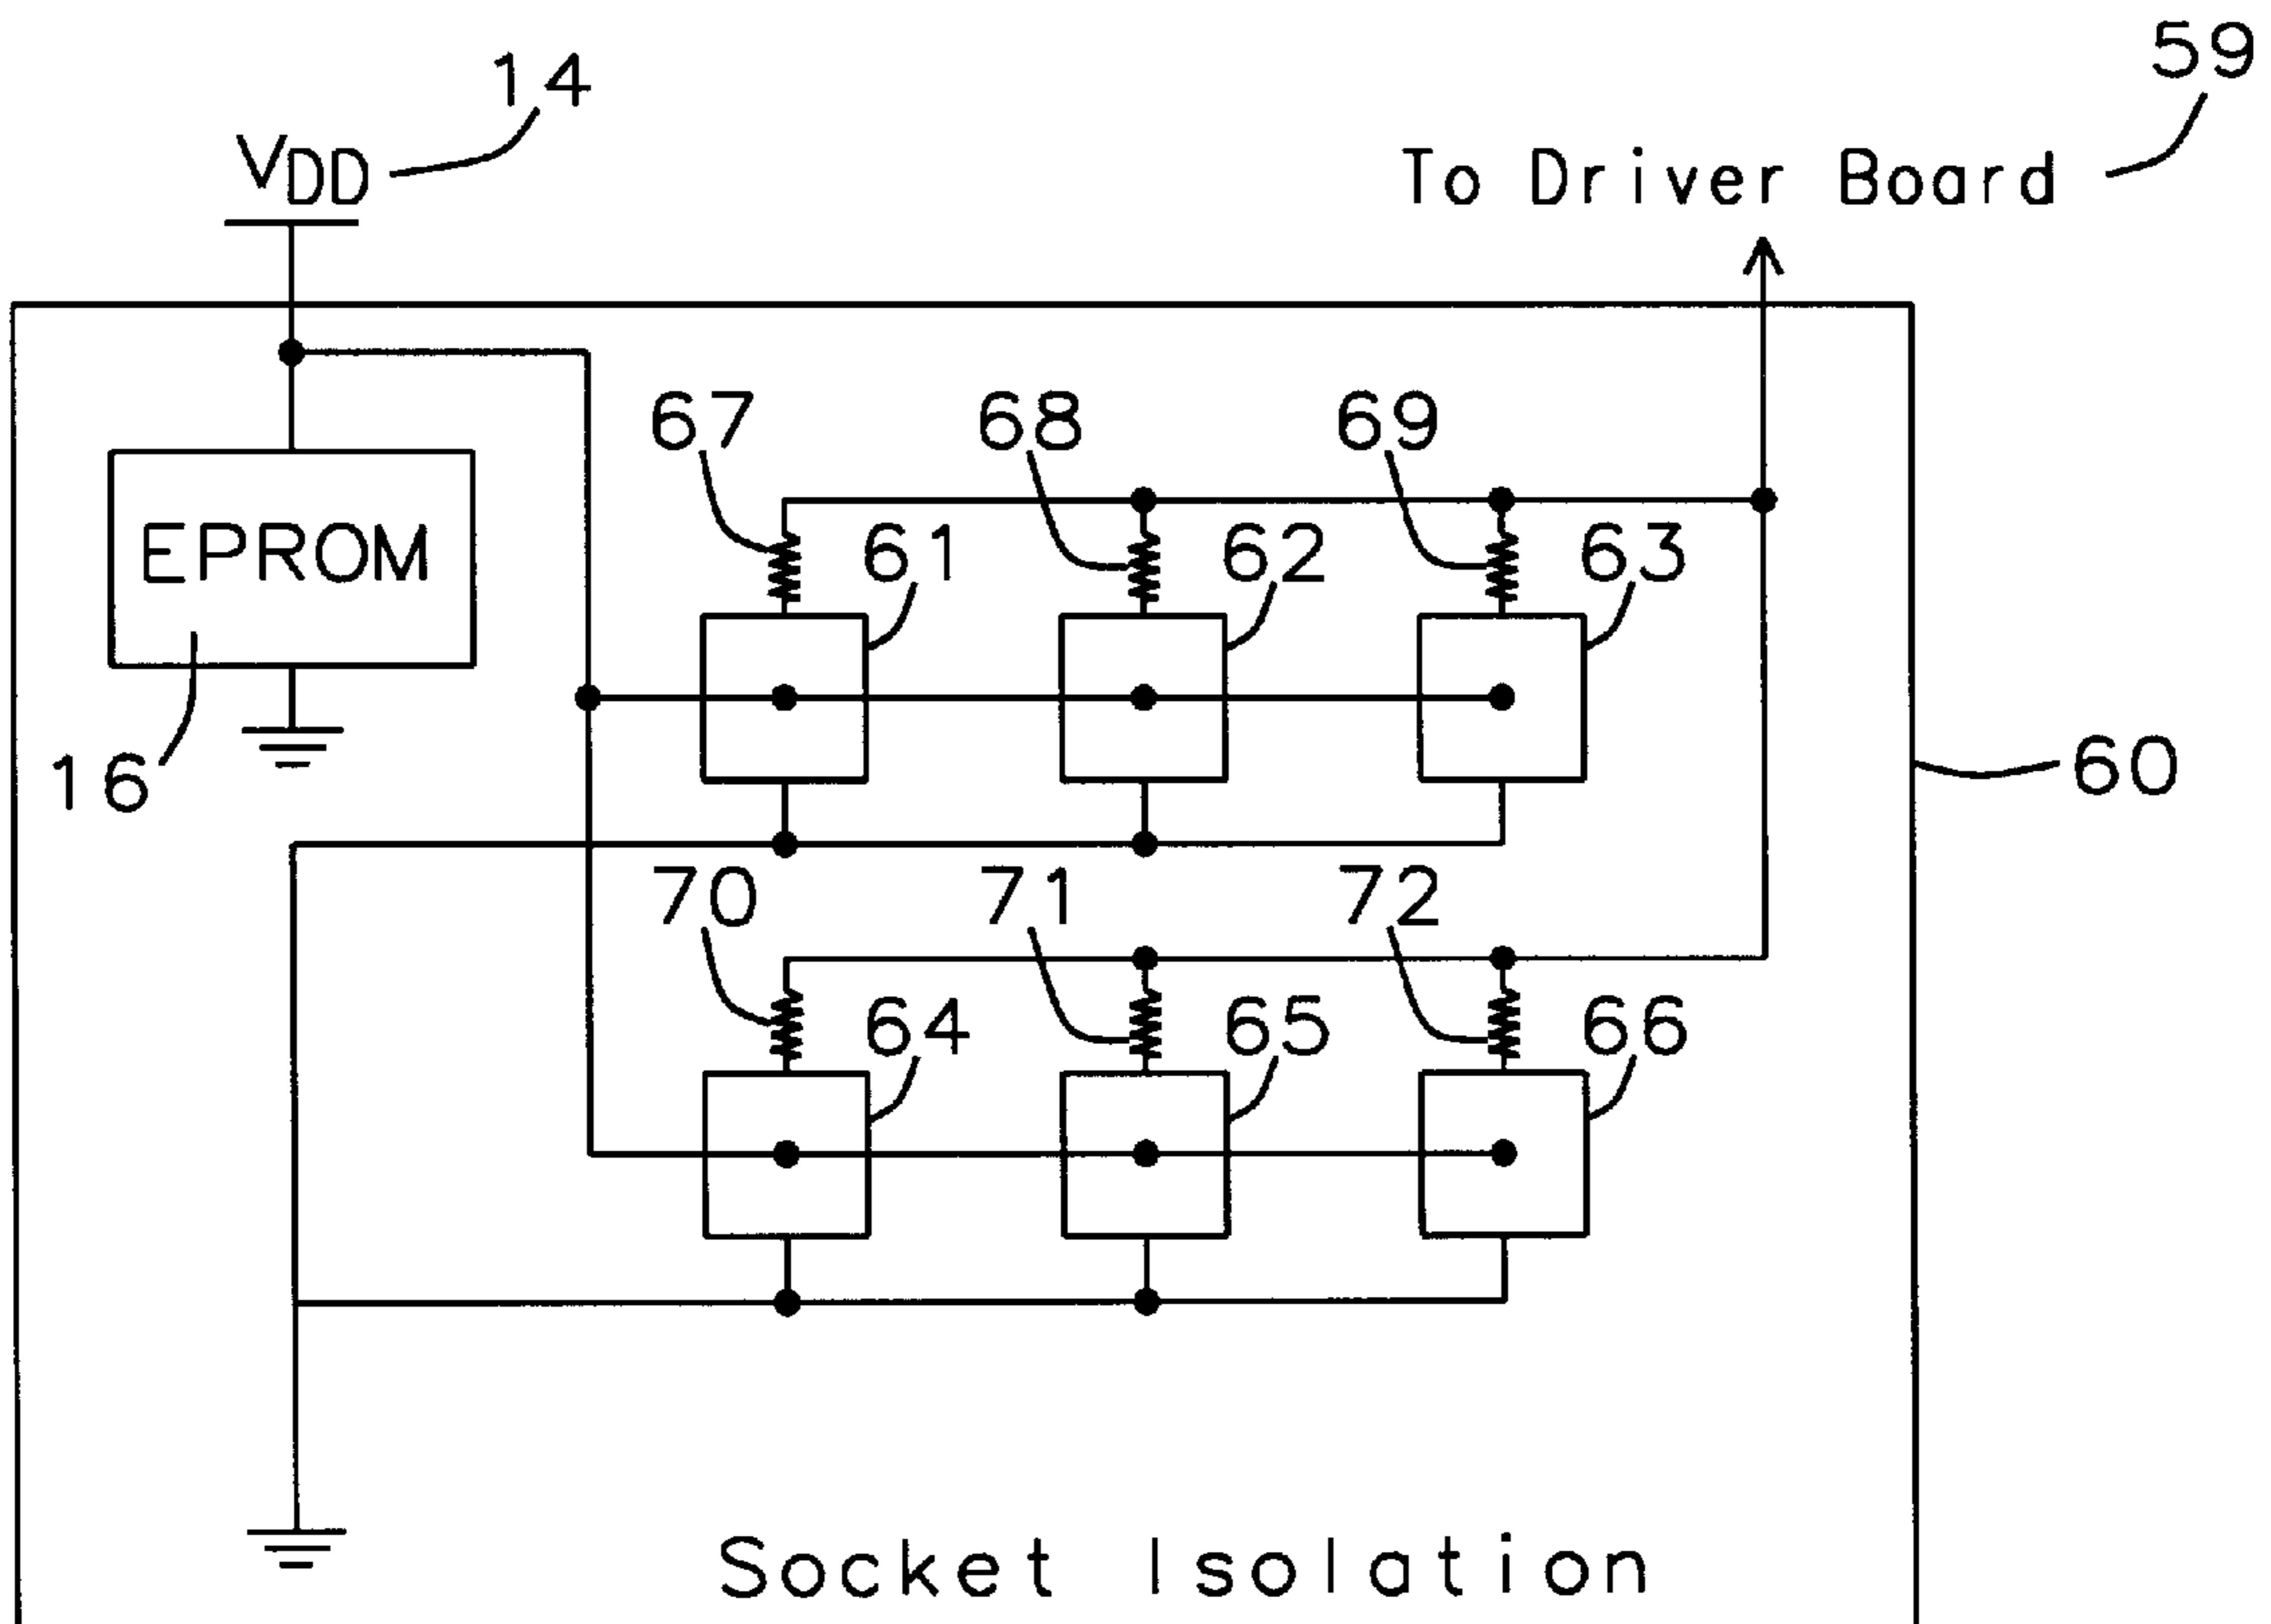 59
14
VDD
To Driver Board
67 68 69
EPROM
61 62 63
16
60
70 71 72
64 65 66
Socket Isolation